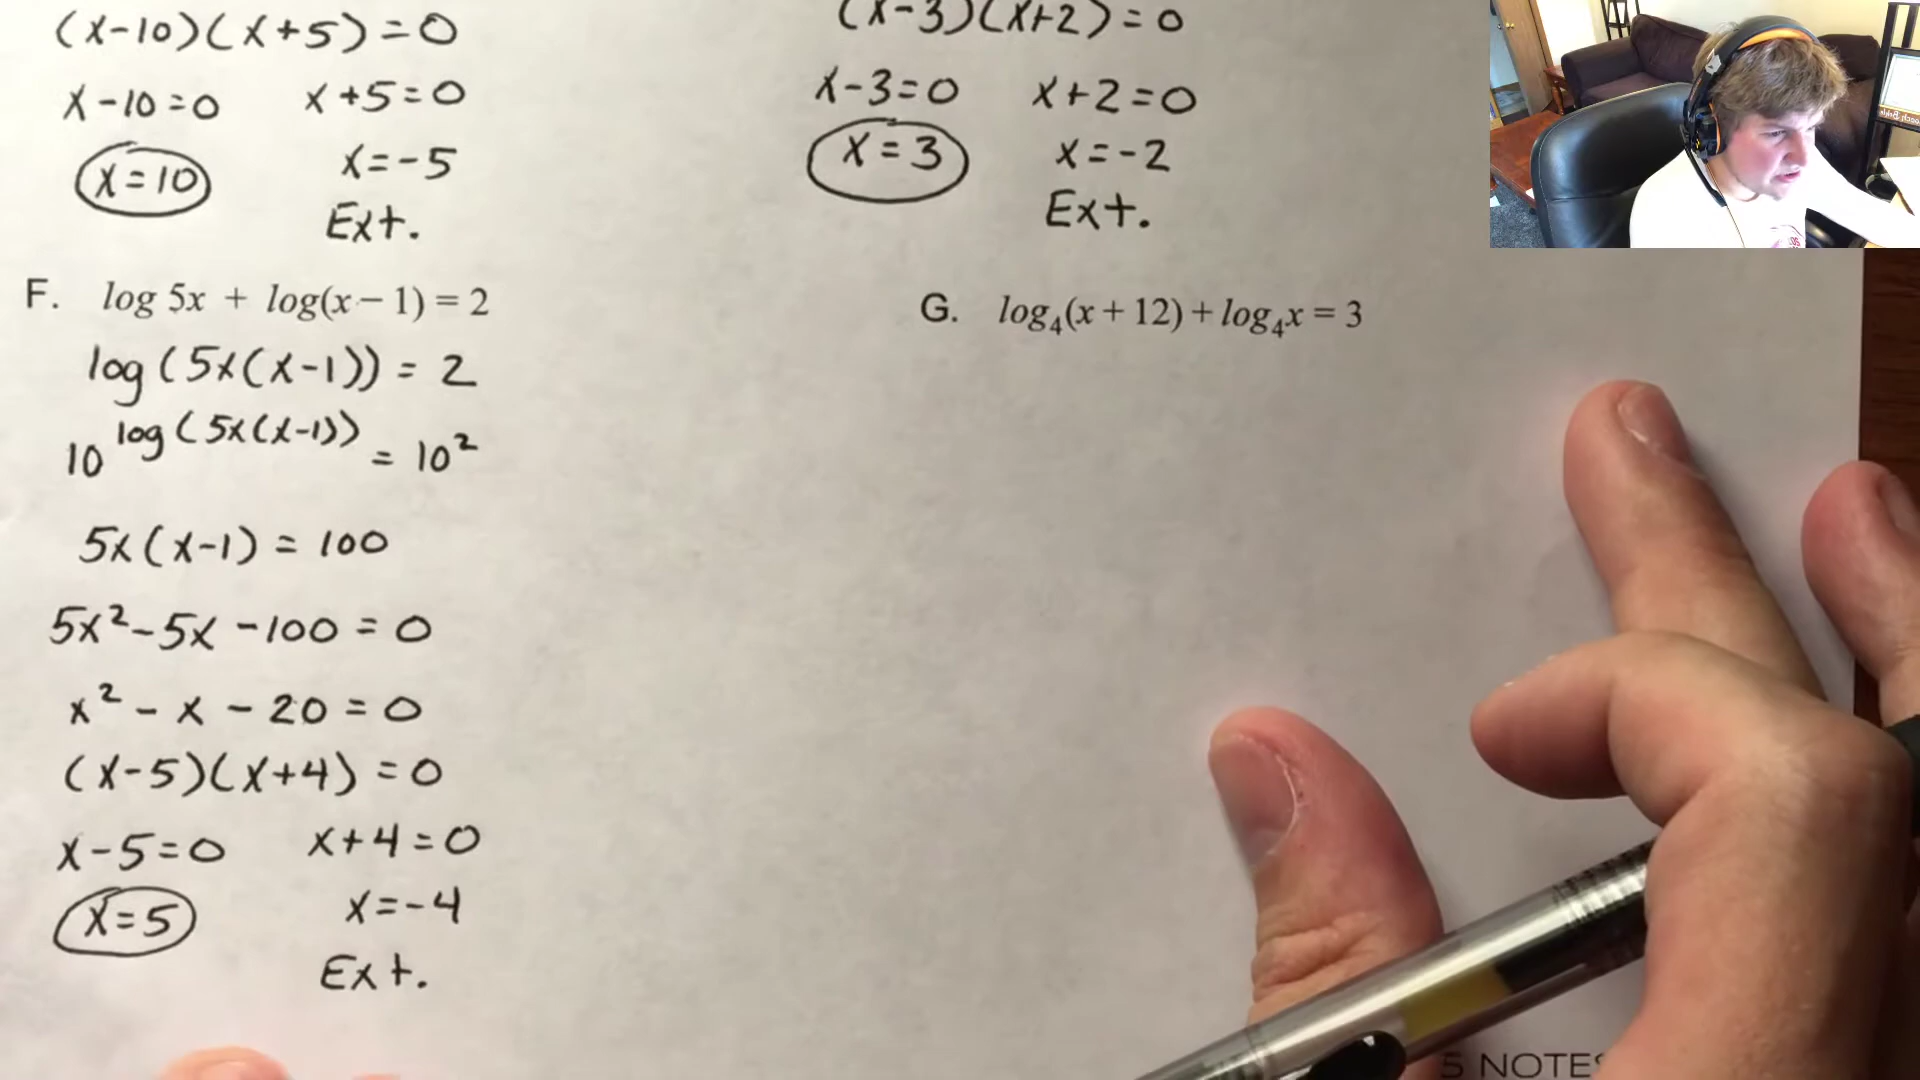 (x-10)(x+5)=0
x-10=0 x+5=0
x=10 x=-5
Ext.
(x-3)(x+2)=0
x-3=0 x+2=0
x=3 x=-2
Ext.
F. log 5x + log(x - 1) = 2
log(5x(x-1)) = 2
10^log(5x(x-1)) = 10²
5x(x-1) = 100
5x²-5x-100=0
x²-x-20=0
(x-5)(x+4)=0
x-5=0 x+4=0
x=5 x=-4
Ext.
G. log₄(x + 12) + log₄x = 3
5 NOTES